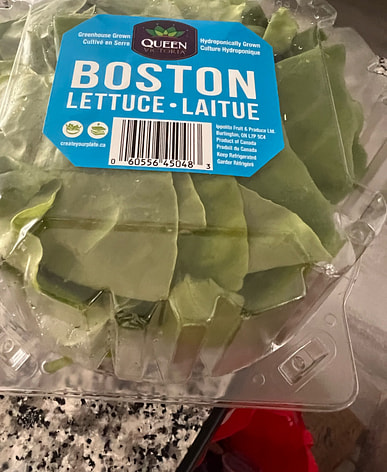 Greenhouse Grown
Cultivé en Serre
QUEEN
VICTORIA
Hydroponically Grown
Culture Hydroponique
BOSTON
LETTUCE • LAITUE
createyourplate.ca
0 60556 45048 3
Ippolito Fruit & Produce Ltd.
Burlington, ON L7P 5C4
Product of Canada
Produit du Canada
Keep Refrigerated
Garder Réfrigéré